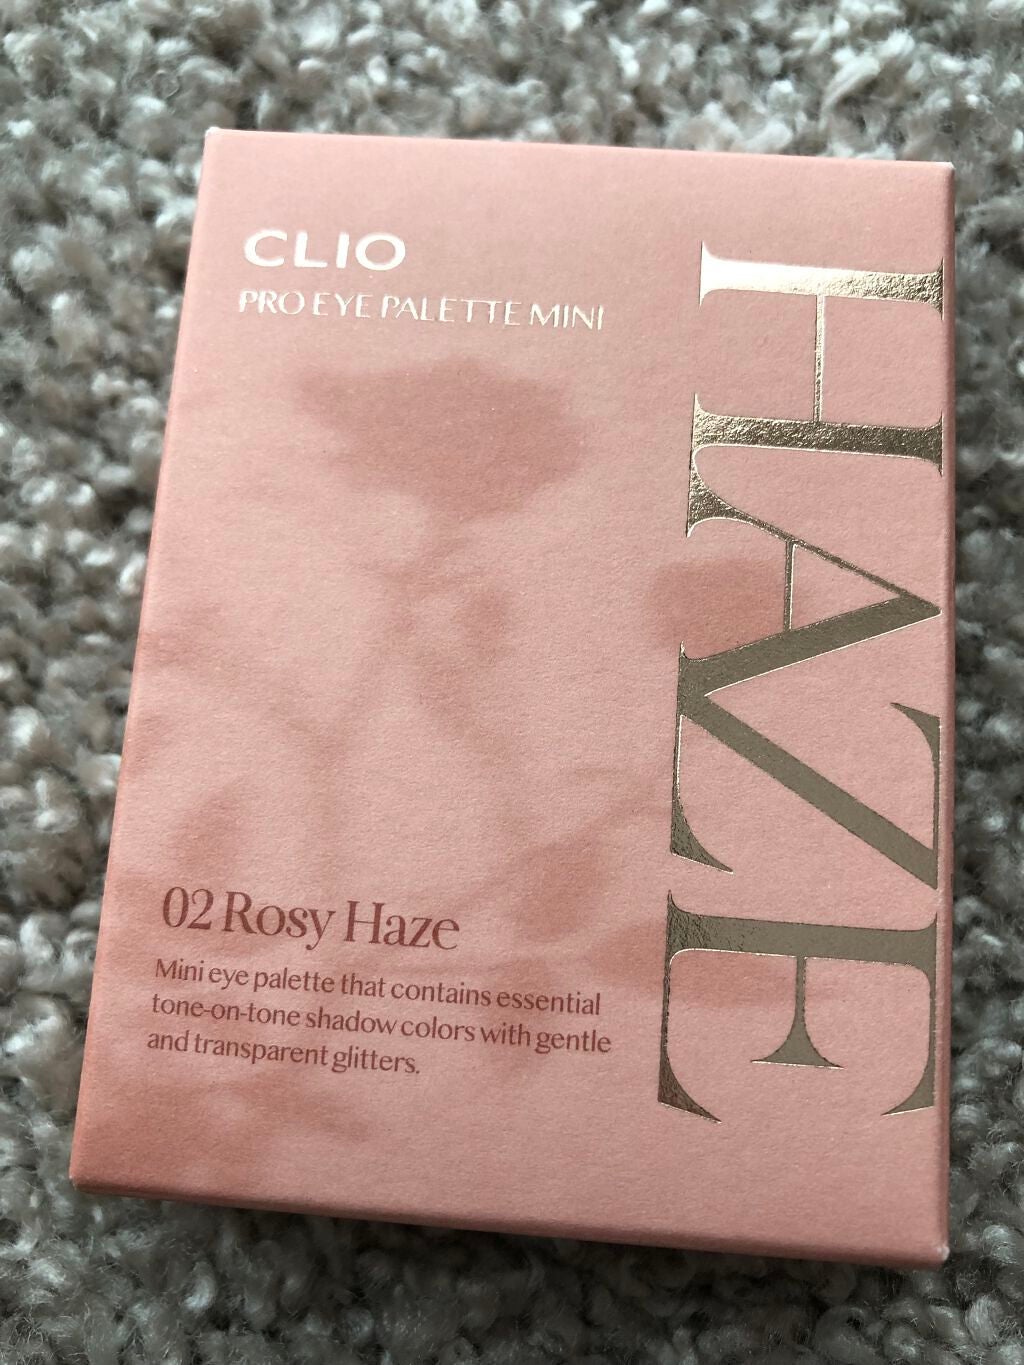 CLIO
PRO EYE PALETTE MINI
HAZE
02 Rosy Haze
Mini eye palette that contains essential
tone-on-tone shadow colors with gentle
and transparent glitters.